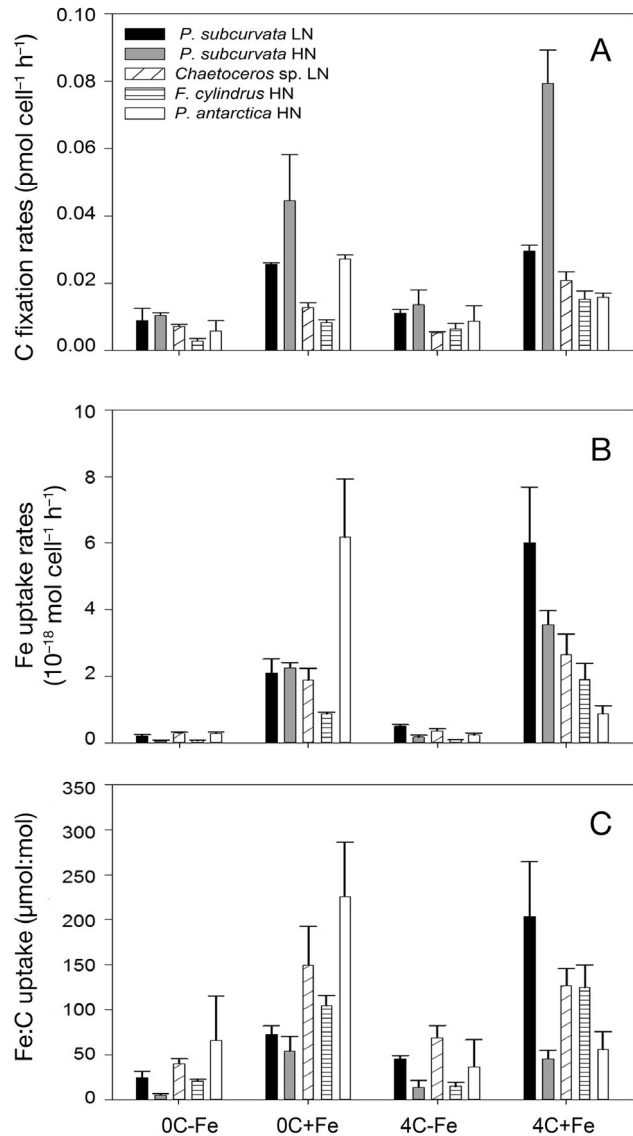 A
P. subcurvata LN
P. subcurvata HN
Chaetoceros sp. LN
F. cylindrus HN
P. antarctica HN
C fixation rates (pmol cell⁻¹ h⁻¹)
0.10
0.08
0.06
0.04
0.02
0.00
B
Fe uptake rates
(10⁻¹⁸ mol cell⁻¹ h⁻¹)
10
8
6
4
2
0
C
Fe:C uptake (µmol:mol)
350
300
250
200
150
100
50
0
0C-Fe 0C+Fe 4C-Fe 4C+Fe